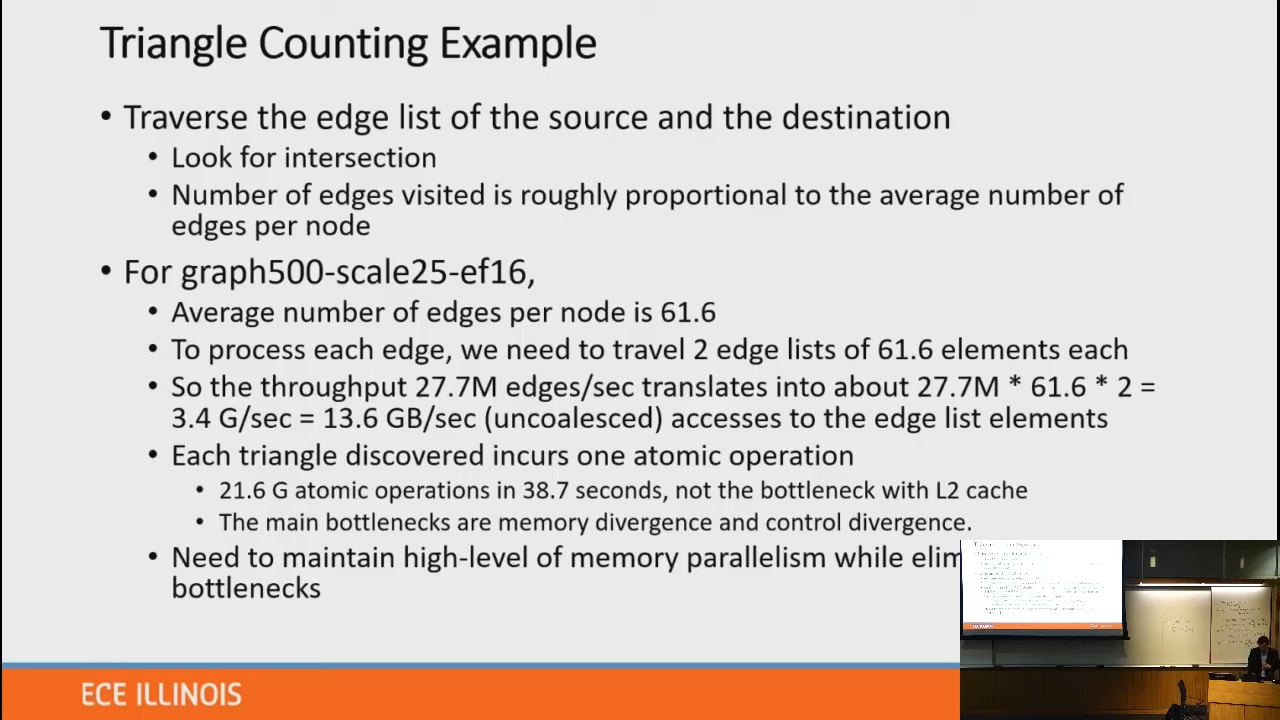 Triangle Counting Example
• Traverse the edge list of the source and the destination
• Look for intersection
• Number of edges visited is roughly proportional to the average number of
edges per node
• For graph500-scale25-ef16,
• Average number of edges per node is 61.6
• To process each edge, we need to travel 2 edge lists of 61.6 elements each
• So the throughput 27.7M edges/sec translates into about 27.7M * 61.6 * 2 =
3.4 G/sec = 13.6 GB/sec (uncoalesced) accesses to the edge list elements
• Each triangle discovered incurs one atomic operation
• 21.6 G atomic operations in 38.7 seconds, not the bottleneck with L2 cache
• The main bottlenecks are memory divergence and control divergence.
• Need to maintain high-level of memory parallelism while elim
bottlenecks
ECE ILLINOIS